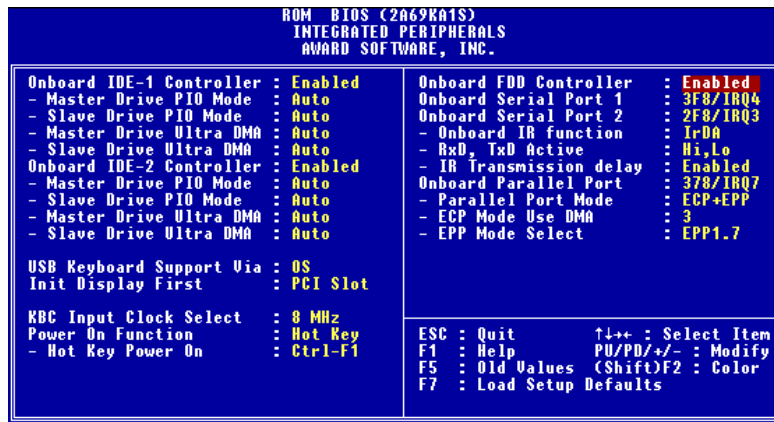 ROM BIOS (2A69KA1S)
INTEGRATED PERIPHERALS
AWARD SOFTWARE, INC.
Onboard IDE-1 Controller : Enabled
- Master Drive PIO Mode : Auto
- Slave Drive PIO Mode : Auto
- Master Drive Ultra DMA : Auto
- Slave Drive Ultra DMA : Auto
Onboard IDE-2 Controller : Enabled
- Master Drive PIO Mode : Auto
- Slave Drive PIO Mode : Auto
- Master Drive Ultra DMA : Auto
- Slave Drive Ultra DMA : Auto
USB Keyboard Support Via : OS
Init Display First : PCI Slot
KBC Input Clock Select : 8 MHz
Power On Function : Hot Key
- Hot Key Power On : Ctrl-F1
Onboard FDD Controller : Enabled
Onboard Serial Port 1 : 3F8/IRQ4
Onboard Serial Port 2 : 2F8/IRQ3
- Onboard IR function : IrDA
- RxD, TxD Active : Hi,Lo
- IR Transmission delay : Enabled
Onboard Parallel Port : 378/IRQ7
- Parallel Port Mode : ECP+EPP
- ECP Mode Use DMA : 3
- EPP Mode Select : EPP1.7
ESC : Quit ↑↓→← : Select Item
F1 : Help PU/PD/+/- : Modify
F5 : Old Values (Shift)F2 : Color
F7 : Load Setup Defaults